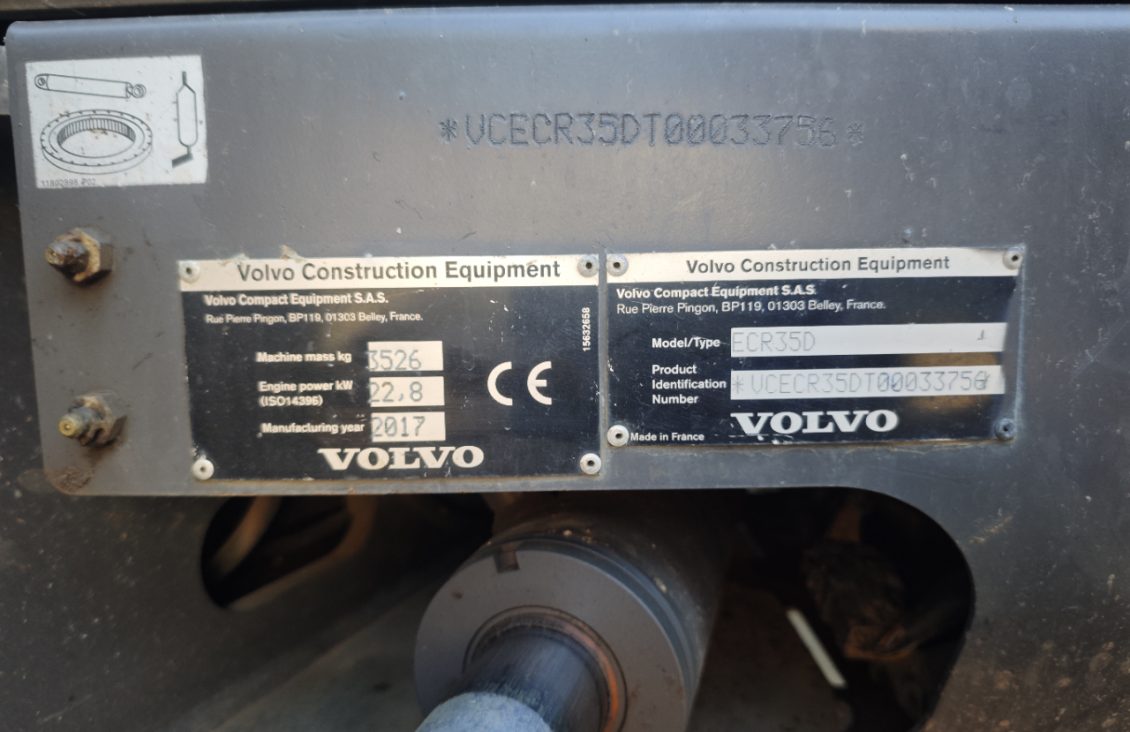 *VCECR35DT00033756*
11802998 P02
Volvo Construction Equipment
Volvo Compact Equipment S.A.S.
Rue Pierre Pingon, BP119, 01303 Belley, France.
15632658
Machine mass kg 3526
Engine power kW 22,8
(ISO14396)
Manufacturing year 2017
CE
VOLVO
Volvo Construction Equipment
Volvo Compact Equipment S.A.S.
Rue Pierre Pingon, BP119, 01303 Belley, France.
Model/Type ECR35D
Product
Identification *VCECR35DT00033756*
Number
VOLVO
Made in France